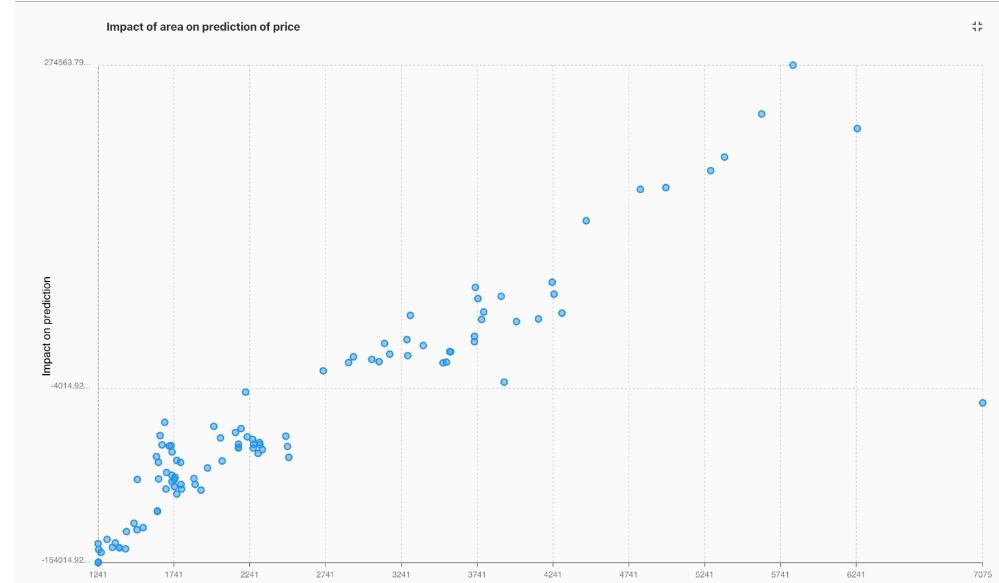 Impact of area on prediction of price
274563.79...
Impact on prediction
-4014.92...
-154014.92...
1241 1741 2241 2741 3241 3741 4241 4741 5241 5741 6241 7075